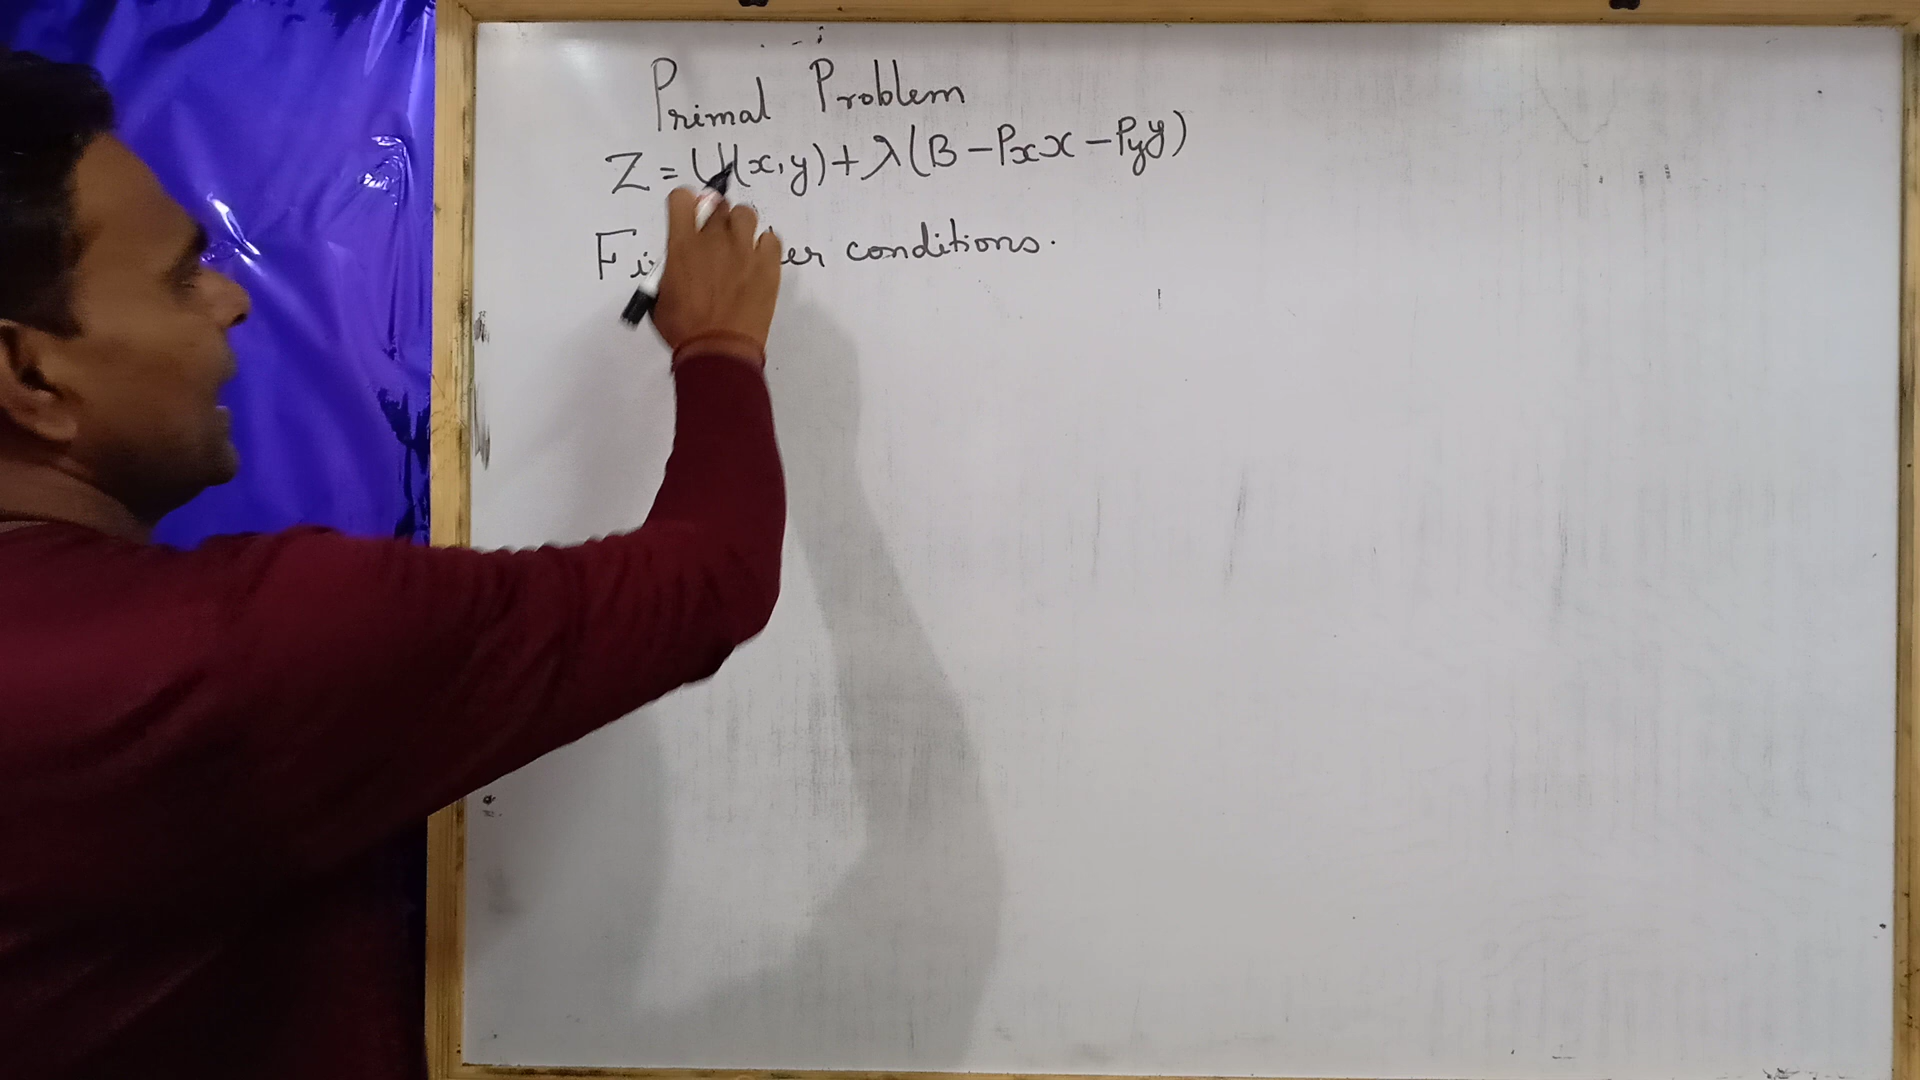 Primal Problem
Z = U(x,y) + λ(B - Pxx - Pyy)
conditions.